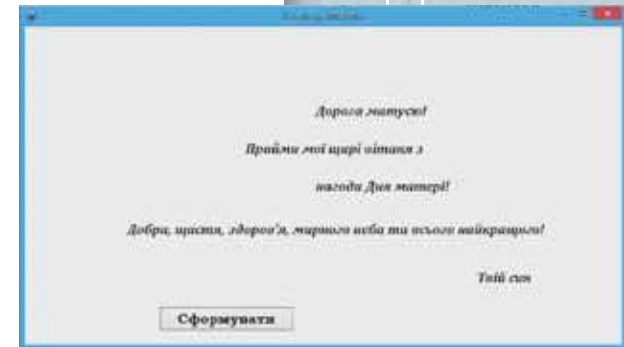 Дорога матусю!
Прийми мої щирі вітаня з
нагоди Дня матері!
Добра, щастя, здоров'я, мирного неба та всього найкращого!
Твій син
Сформувати